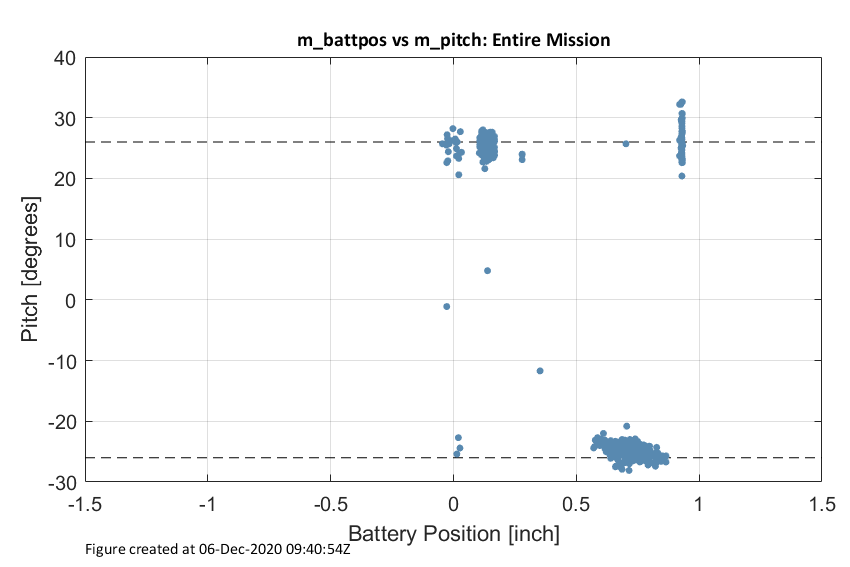 m_battpos vs m_pitch: Entire Mission
40
30
20
10
0
-10
-20
-30
Pitch [degrees]
-1.5 -1 -0.5 0 0.5 1 1.5
Battery Position [inch]
Figure created at 06-Dec-2020 09:40:54Z